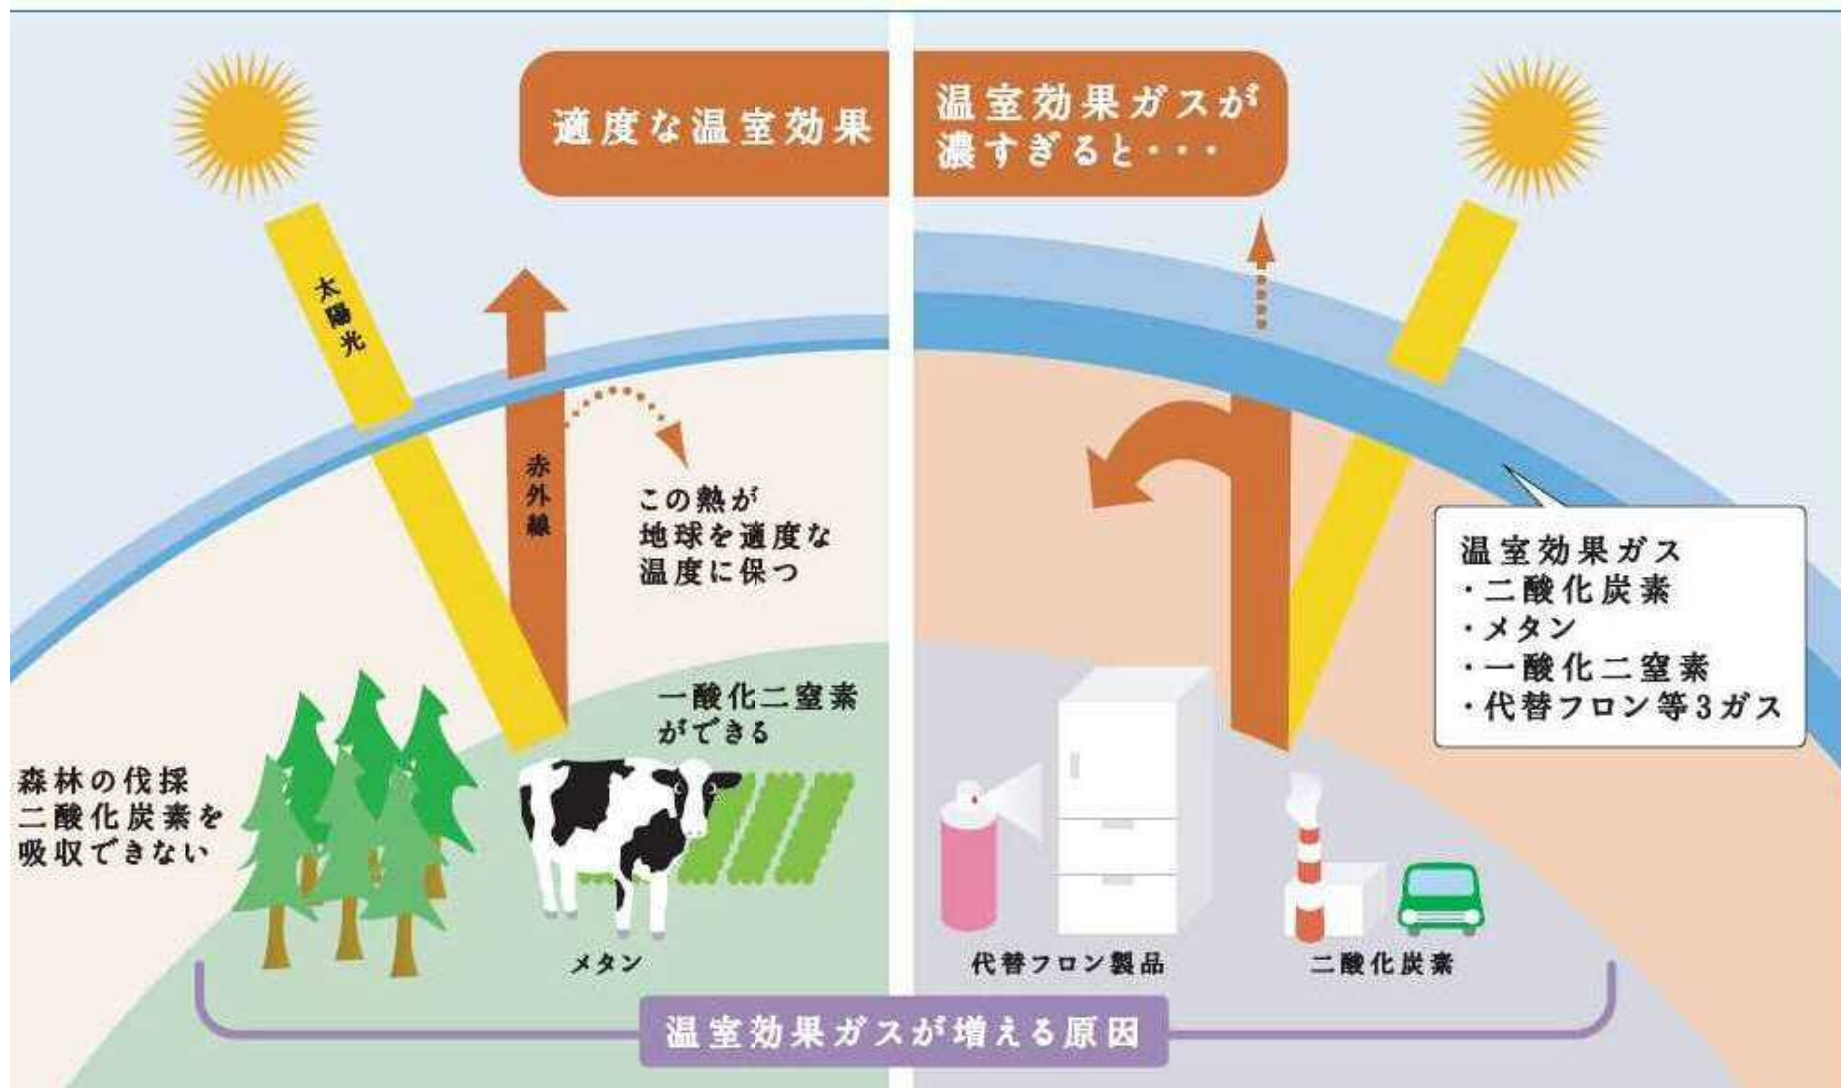 適度な温室効果
太陽光
赤外線
この熱が
地球を適度な
温度に保つ
一酸化二窒素
ができる
森林の伐採
二酸化炭素を
吸収できない
メタン
温室効果ガスが
濃すぎると・・・
温室効果ガス
・二酸化炭素
・メタン
・一酸化二窒素
・代替フロン等3ガス
代替フロン製品
二酸化炭素
温室効果ガスが増える原因